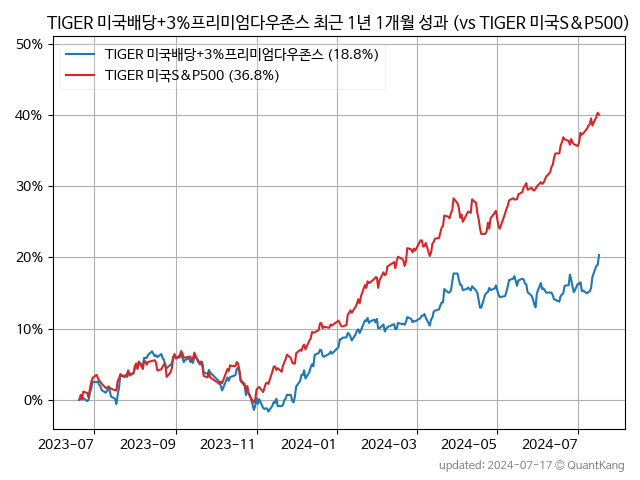 TIGER 미국배당+3%프리미엄다우존스 최근 1년 1개월 성과 (vs TIGER 미국S&P500)
TIGER 미국배당+3%프리미엄다우존스 (18.8%)
TIGER 미국S&P500 (36.8%)
50%
40%
30%
20%
10%
0%
2023-07 2023-09 2023-11 2024-01 2024-03 2024-05 2024-07
updated: 2024-07-17 © QuantKang